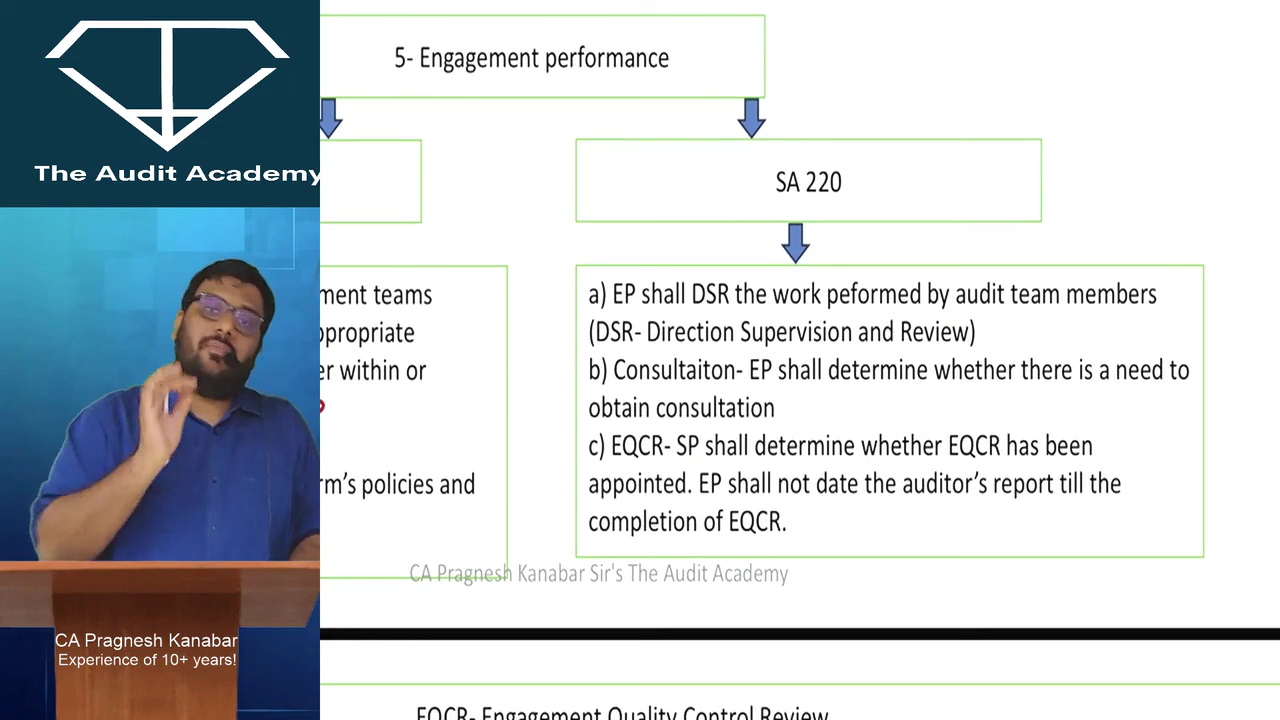 The Audit Academy
5- Engagement performance
SA 220
ment teams
ppropriate
er within or
rm's policies and
a) EP shall DSR the work peformed by audit team members
(DSR- Direction Supervision and Review)
b) Consultaiton- EP shall determine whether there is a need to
obtain consultation
c) EQCR- SP shall determine whether EQCR has been
appointed. EP shall not date the auditor's report till the
completion of EQCR.
CA Pragnesh Kanabar Sir's The Audit Academy
CA Pragnesh Kanabar
Experience of 10+ years!
EQCR- Engagement Quality Control Review